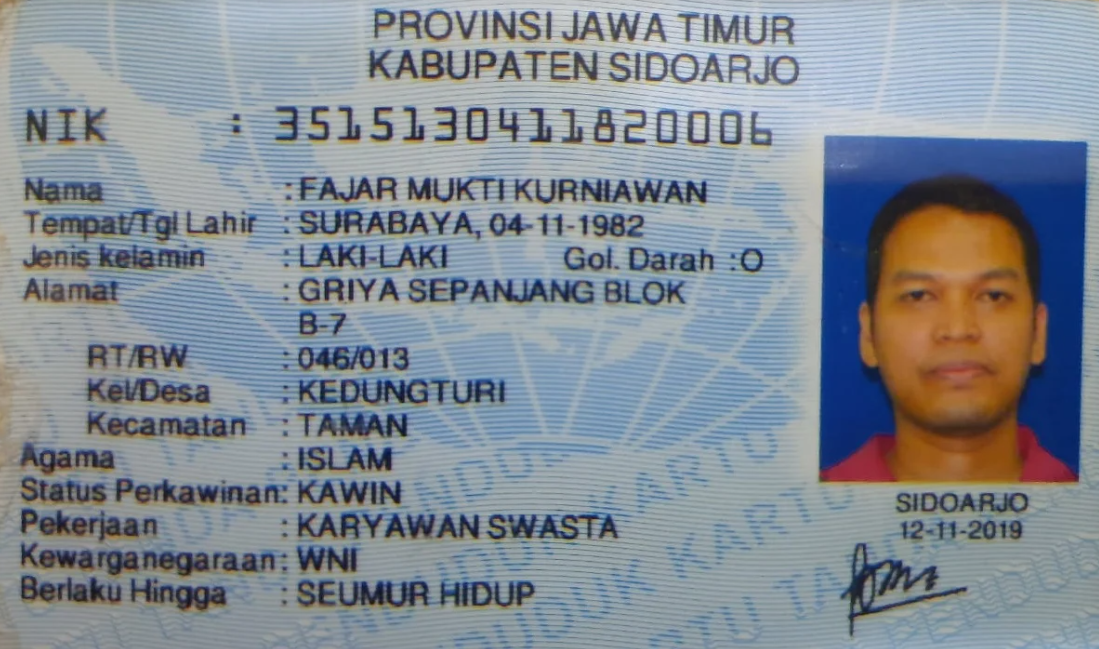 PROVINSI JAWA TIMUR
KABUPATEN SIDOARJO
NIK : 3515130411820006
Nama : FAJAR MUKTI KURNIAWAN
Tempat/Tgl Lahir : SURABAYA, 04-11-1982
Jenis kelamin : LAKI-LAKI Gol. Darah : O
Alamat : GRIYA SEPANJANG BLOK
B-7
RT/RW : 046/013
Kel/Desa : KEDUNGTURI
Kecamatan : TAMAN
Agama : ISLAM
Status Perkawinan: KAWIN
Pekerjaan : KARYAWAN SWASTA
Kewarganegaraan: WNI
Berlaku Hingga : SEUMUR HIDUP
SIDOARJO
12-11-2019